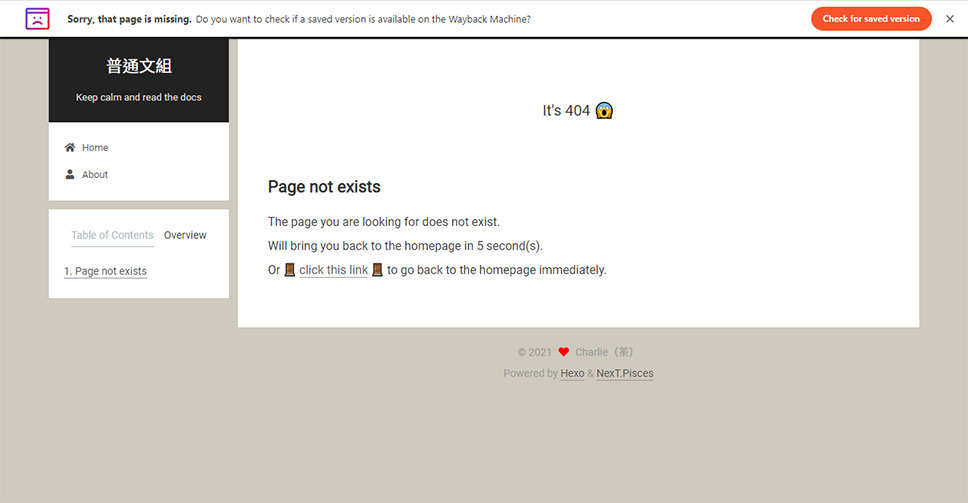 Sorry, that page is missing. Do you want to check if a saved version is available on the Wayback Machine?
Check for saved version
普通文組
Keep calm and read the docs
Home
About
Table of Contents Overview
1. Page not exists
It's 404 😱
Page not exists
The page you are looking for does not exist.
Will bring you back to the homepage in 5 second(s).
Or 🚪 click this link 🚪 to go back to the homepage immediately.
© 2021 ❤ Charlie（茶）
Powered by Hexo & NexT.Pisces